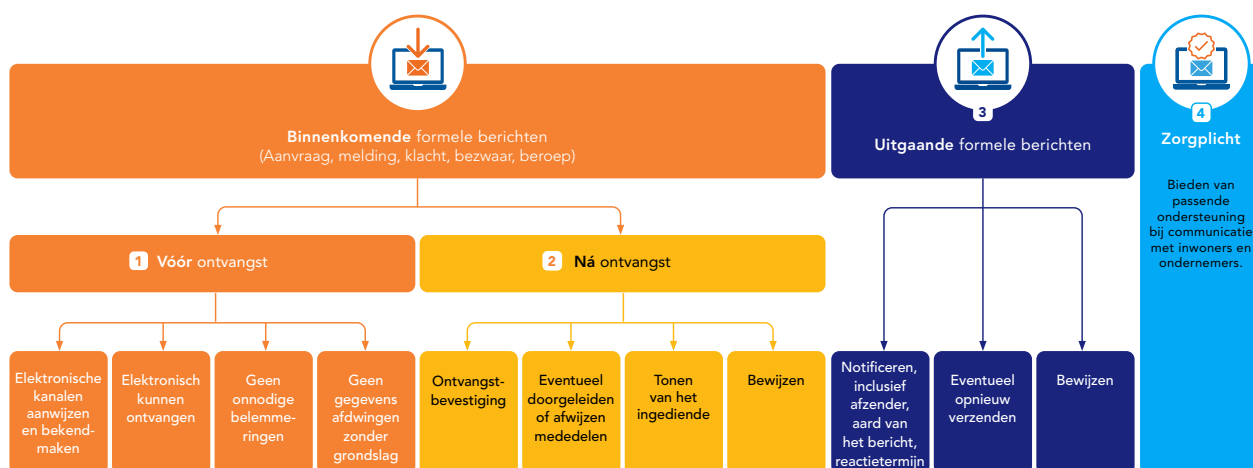 Binnenkomende formele berichten
(Aanvraag, melding, klacht, bezwaar, beroep)
1 Vóór ontvangst
Elektronische
kanalen
aanwijzen
en bekend-
maken
Elektronisch
kunnen
ontvangen
Geen
onnodige
belemme-
ringen
Geen
gegevens
afdwingen
zonder
grondslag
2 Ná ontvangst
Ontvangst-
bevestiging
Eventueel
doorgeleiden
of afwijzen
mededelen
Tonen
van het
ingediende
Bewijzen
3
Uitgaande formele berichten
Notificeren,
inclusief
afzender,
aard van
het bericht,
reactietermijn
Eventueel
opnieuw
verzenden
Bewijzen
4
Zorgplicht
Bieden van
passende
ondersteuning
bij communicatie
met inwoners en
ondernemers.